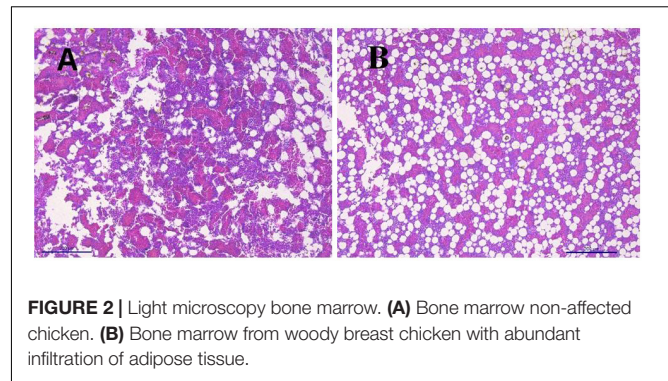 A
B
FIGURE 2 | Light microscopy bone marrow. (A) Bone marrow non-affected
chicken. (B) Bone marrow from woody breast chicken with abundant
infiltration of adipose tissue.